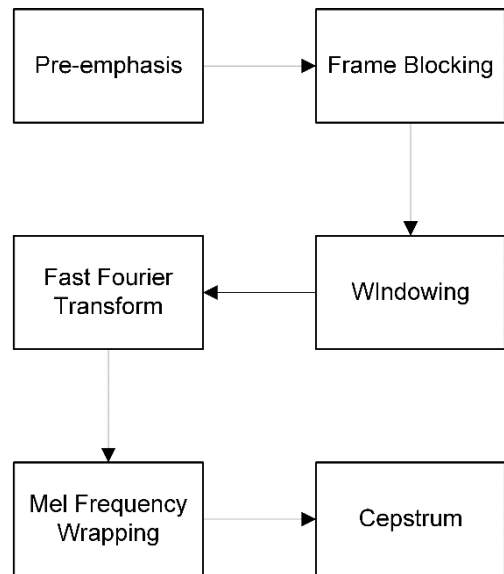 Pre-emphasis
Frame Blocking
WIndowing
Fast Fourier
Transform
Mel Frequency
Wrapping
Cepstrum